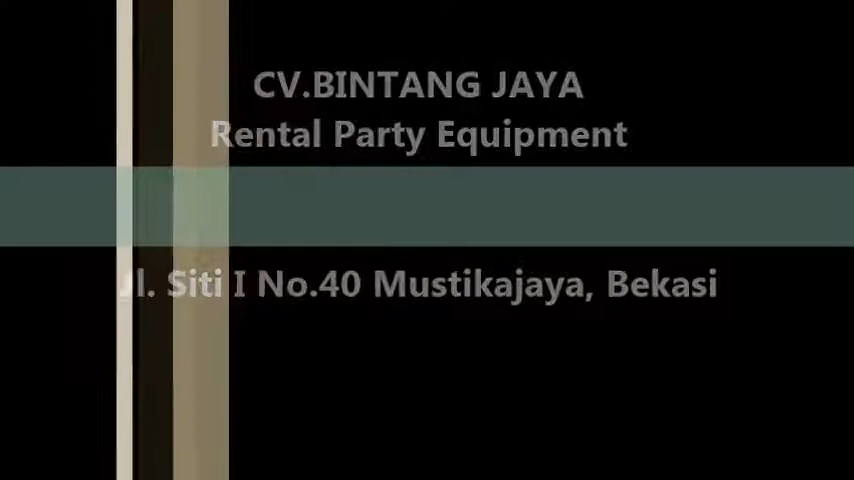 CV.BINTANG JAYA
Rental Party Equipment
Jl. Siti I No.40 Mustikajaya, Bekasi